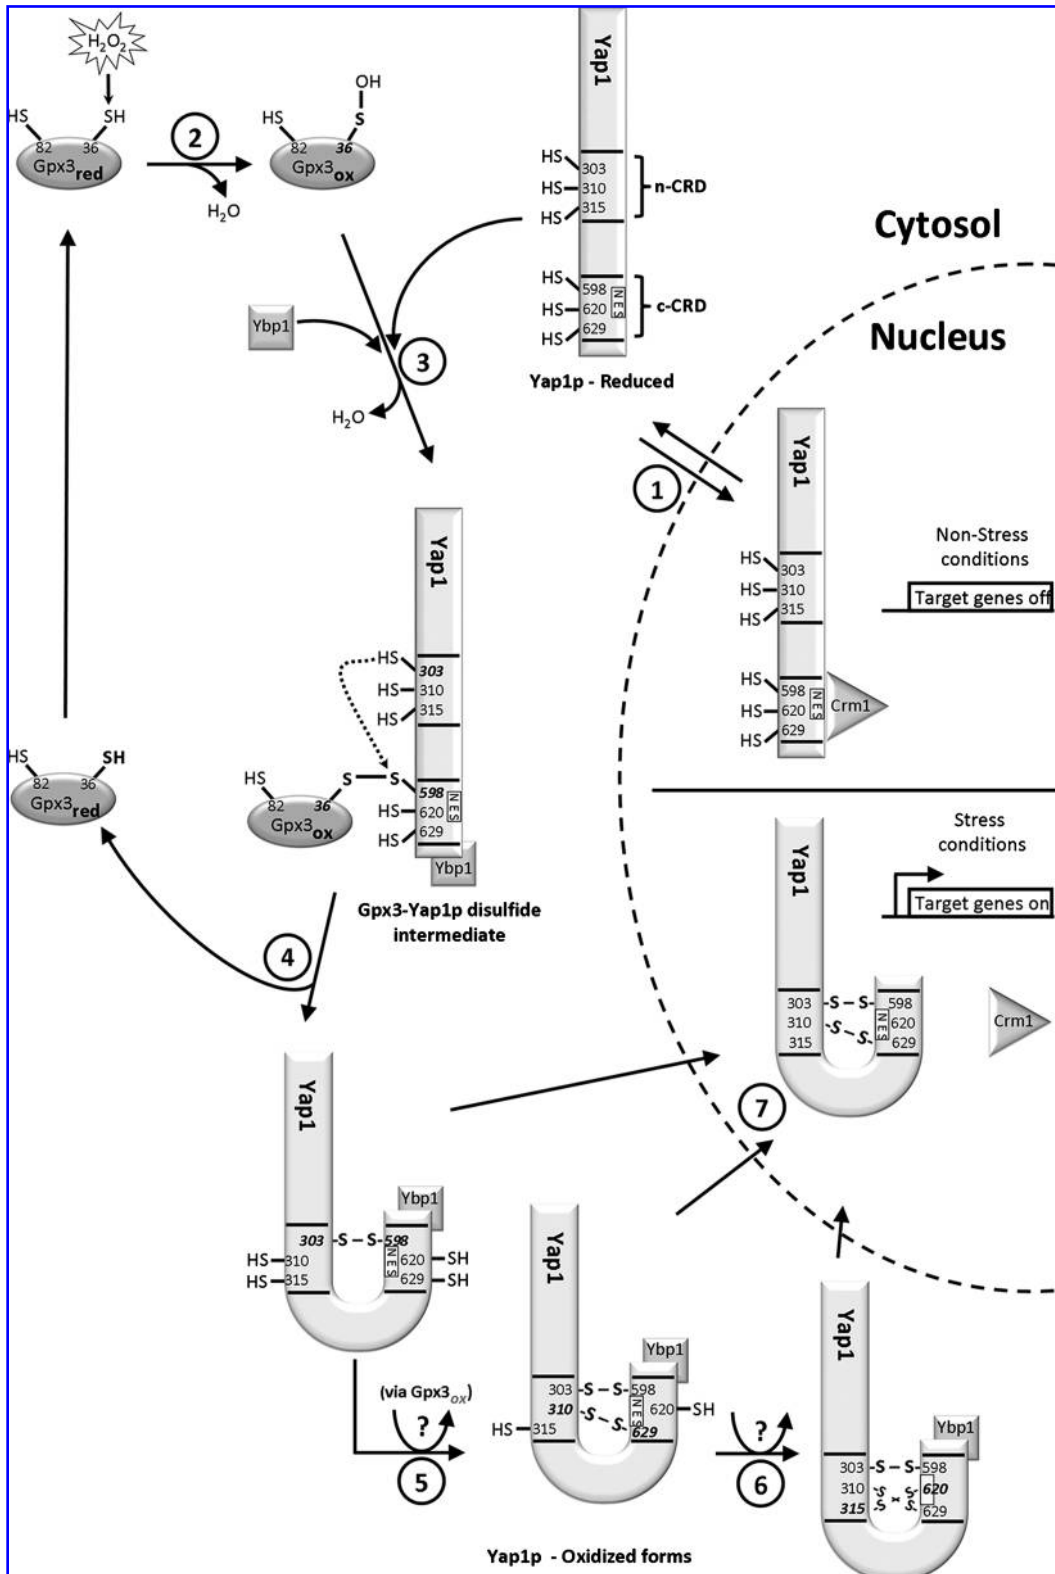 H2O2
HS
SH
82
36
Gpx3red
2
H2O
OH
S
HS
82
36
Gpx3ox
Yap1
HS
303
HS
310
HS
315
n-CRD
HS
598
HS
620
HS
629
NES
c-CRD
Yap1p - Reduced
Cytosol
Nucleus
Ybp1
3
H2O
1
Yap1
HS
303
HS
310
HS
315
HS
598
HS
620
HS
629
NES
Crm1
Non-Stress
conditions
Target genes off
Yap1
HS
303
HS
310
HS
315
HS
82
36
Gpx3ox
S
S
598
HS
620
HS
629
NES
Ybp1
Gpx3-Yap1p disulfide
intermediate
HS
SH
82
36
Gpx3red
4
Stress
conditions
Target genes on
Yap1
303 -S – S- 598
310 -S
S- 620
315
629
NES
Crm1
7
Yap1
Ybp1
303 -S – S- 598
HS
310
620
SH
HS
315
629
SH
NES
(via Gpx3ox)
?
5
Yap1
Ybp1
303 -S – S- 598
310 -S
S-
620
SH
HS
315
629
NES
?
6
Yap1
Ybp1
303 -S – S- 598
310
S
S
620
315
S
S
629
Yap1p - Oxidized forms